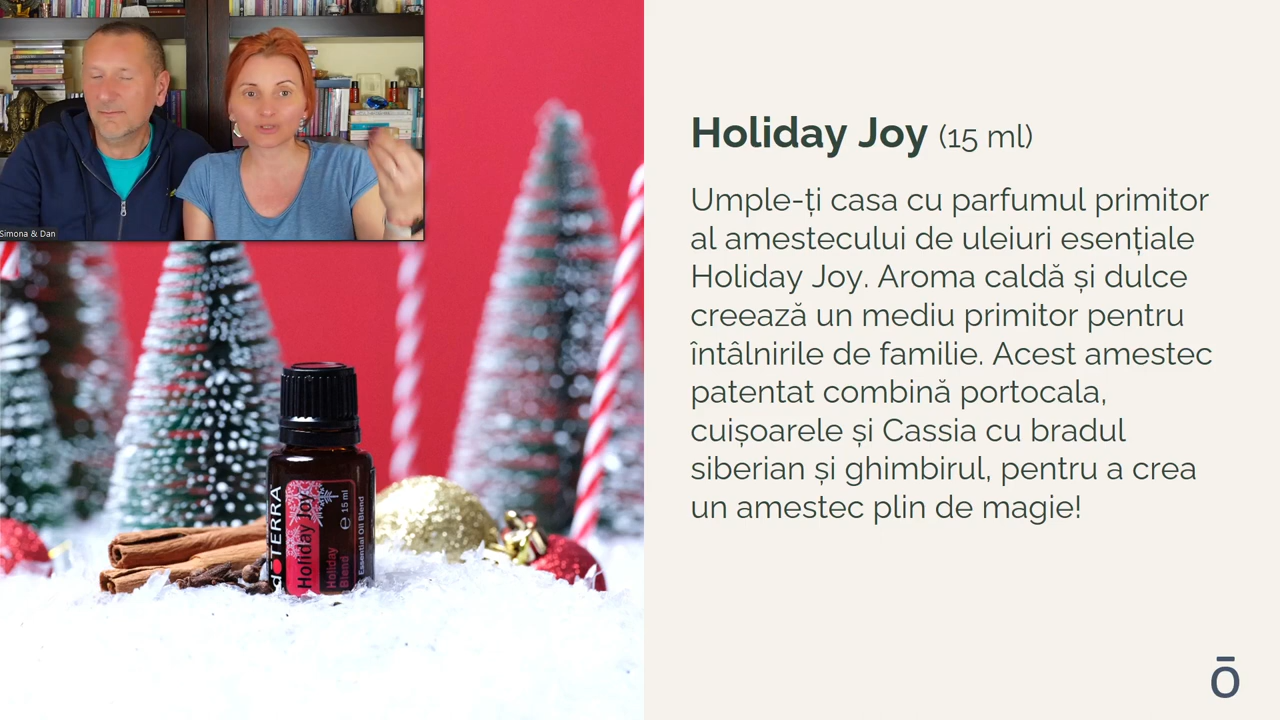 Simona & Dan
Holiday Joy (15 ml)
Umple-ți casa cu parfumul primitor
al amestecului de uleiuri esențiale
Holiday Joy. Aroma caldă și dulce
creează un mediu primitor pentru
întâlnirile de familie. Acest amestec
patentat combină portocala,
cuișoarele și Cassia cu bradul
siberian și ghimbirul, pentru a crea
un amestec plin de magie!
dōTERRA
Holiday Joy
Holiday
Blend
Essential Oil Blend
℮ 15 ml
ō